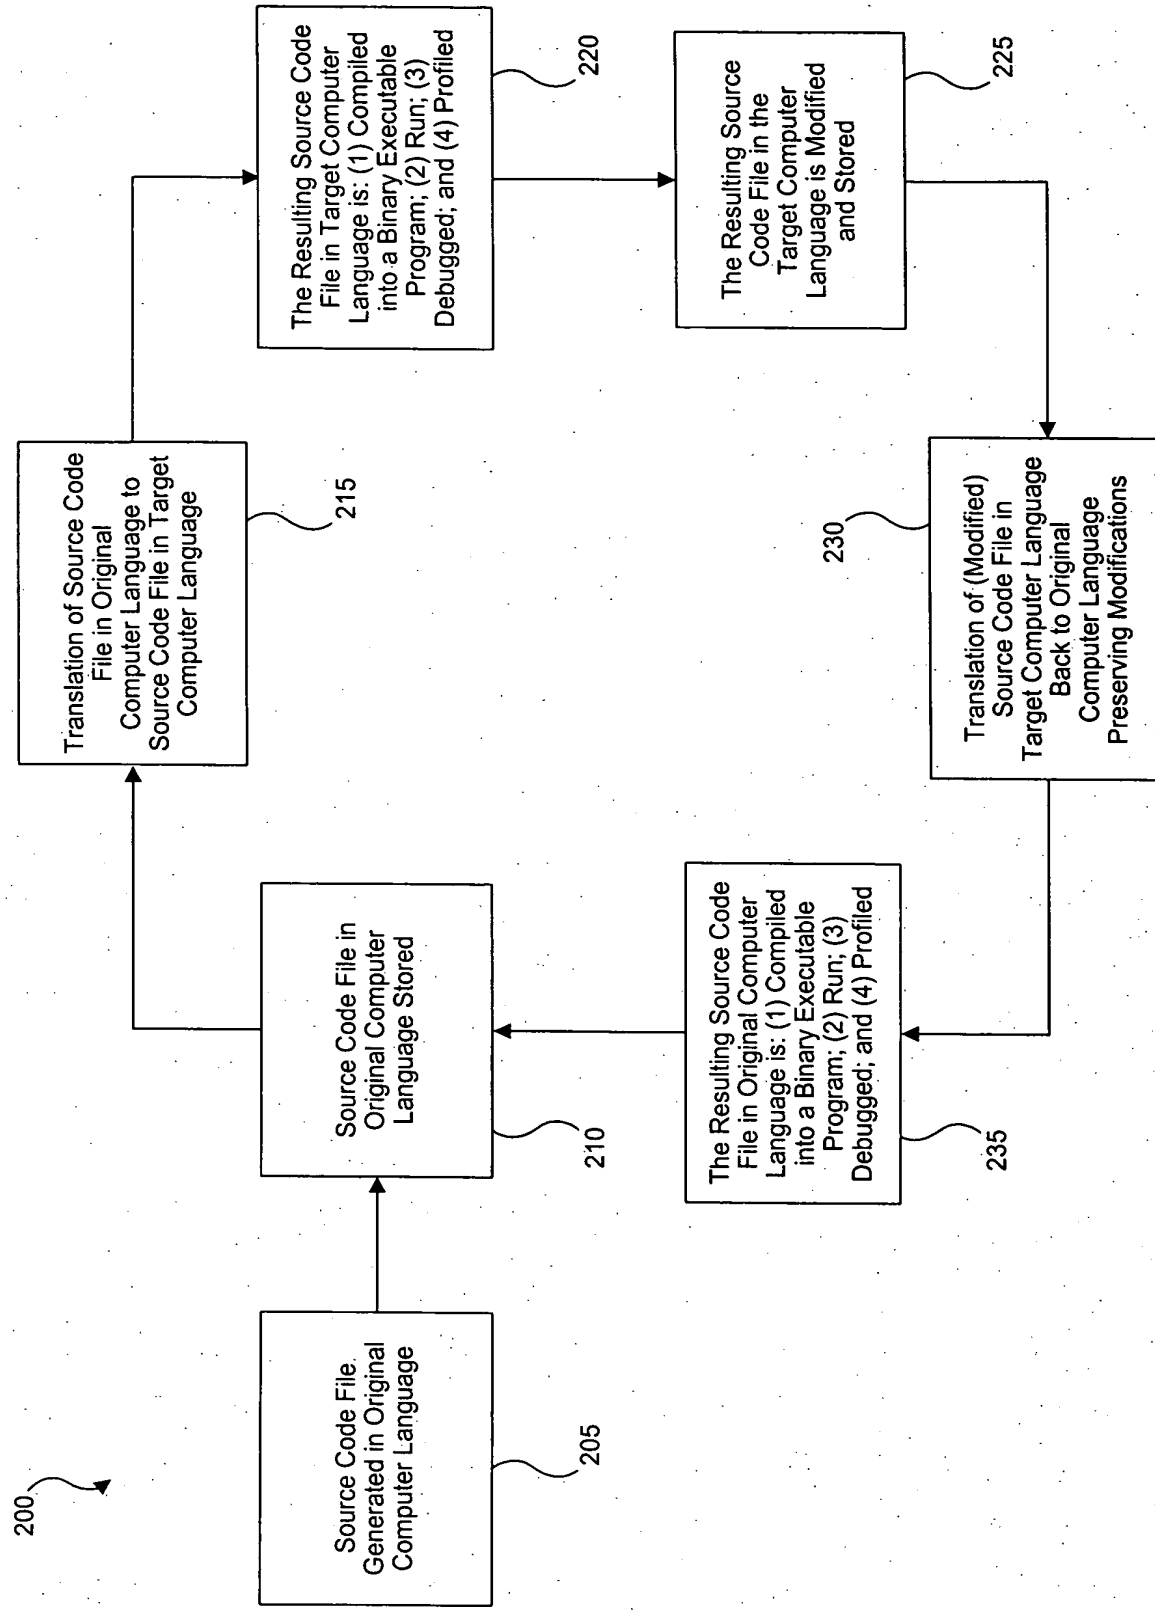 200
Source Code File
Generated in Original
Computer Language
205
Source Code File in
Original Computer
Language Stored
210
Translation of Source Code
File in Original
Computer Language to
Source Code File in Target
Computer Language
215
The Resulting Source Code
File in Target Computer
Language is: (1) Compiled
into a Binary Executable
Program; (2) Run; (3)
Debugged; and (4) Profiled
220
The Resulting Source
Code File in the
Target Computer
Language is Modified
and Stored
225
Translation of (Modified)
Source Code File in
Target Computer Language
Back to Original
Computer Language
Preserving Modifications
230
The Resulting Source Code
File in Original Computer
Language is: (1) Compiled
into a Binary Executable
Program; (2) Run; (3)
Debugged; and (4) Profiled
235